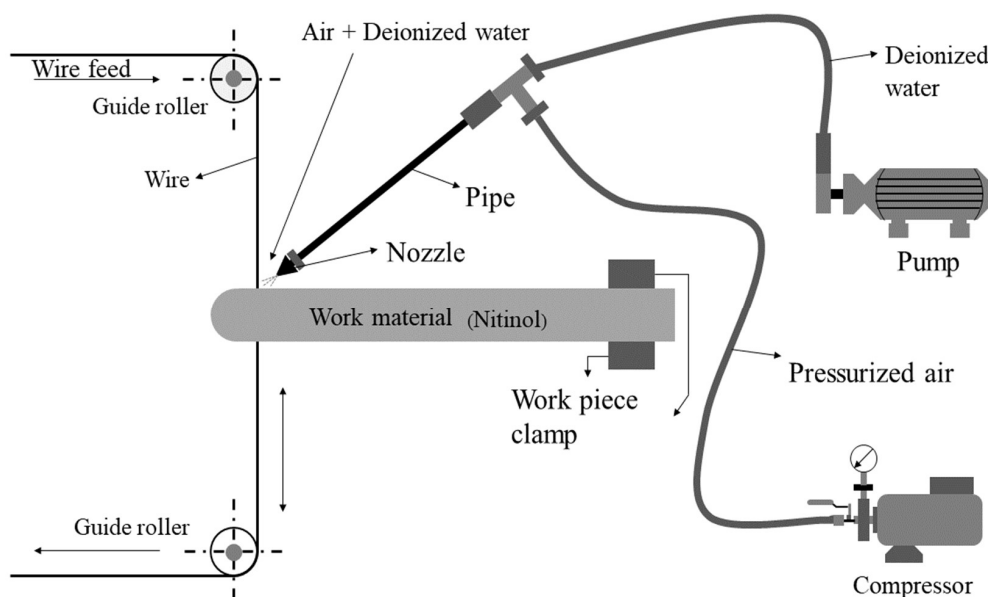 Air + Deionized water
Wire feed
Guide roller
Deionized
water
Wire
Pipe
Nozzle
Pump
Work material (Nitinol)
Pressurized air
Work piece
clamp
Guide roller
Compressor